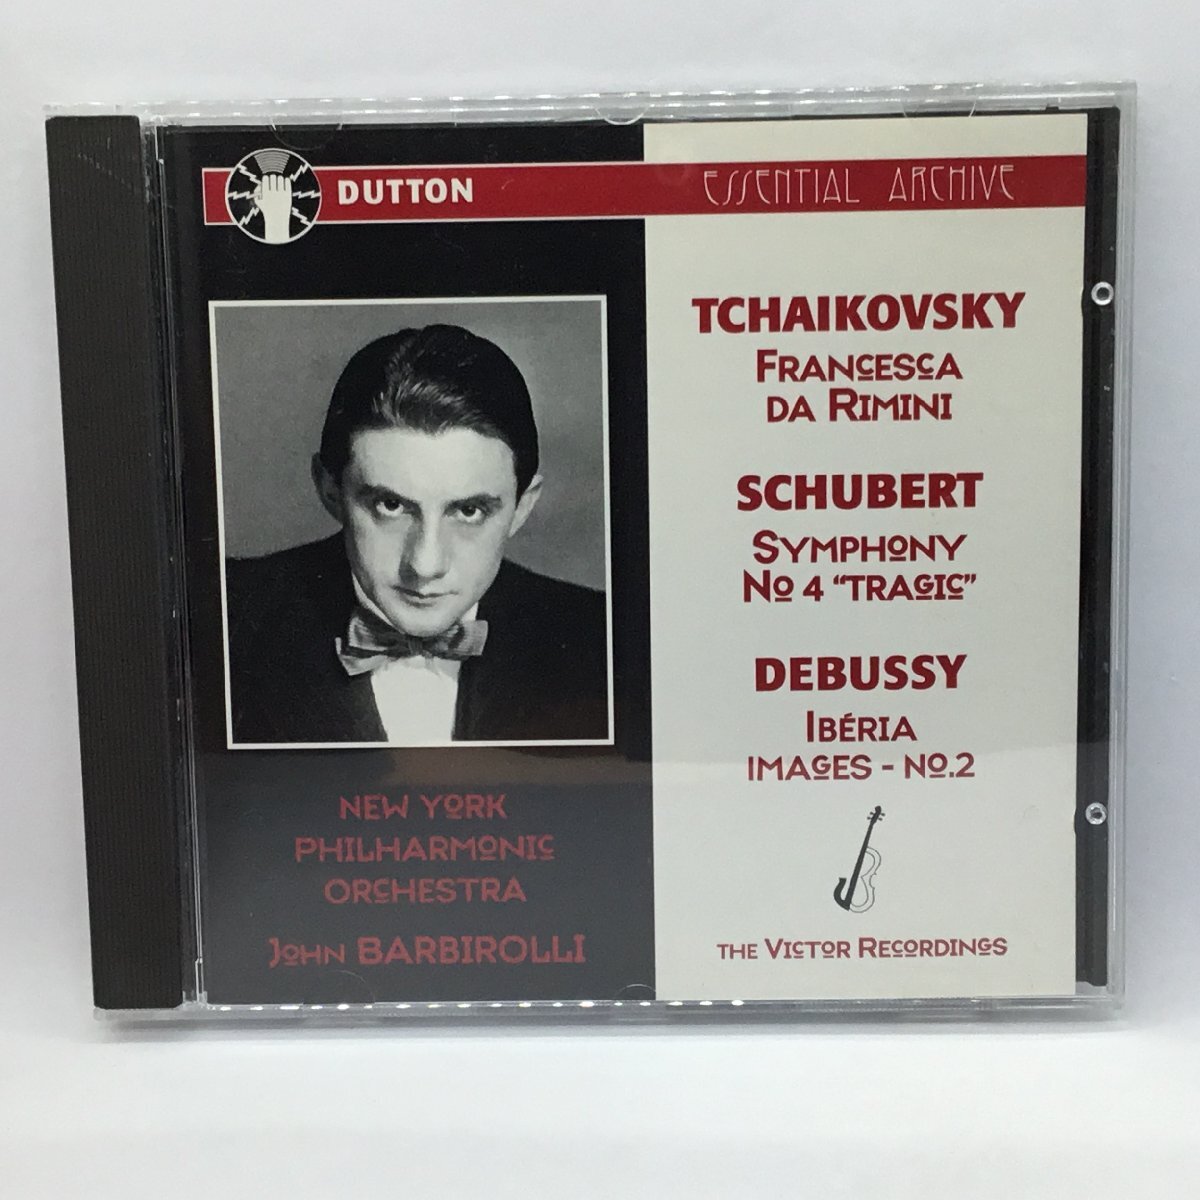 DUTTON
ESSENTIAL ARCHIVE
TCHAIKOVSKY
FRANCESCA
DA RIMINI
SCHUBERT
SYMPHONY
NO 4 “TRAGIC”
DEBUSSY
IBÉRIA
IMAGES - NO.2
THE VICTOR RECORDINGS
NEW YORK
PHILHARMONIC
ORCHESTRA
JOHN BARBIROLLI